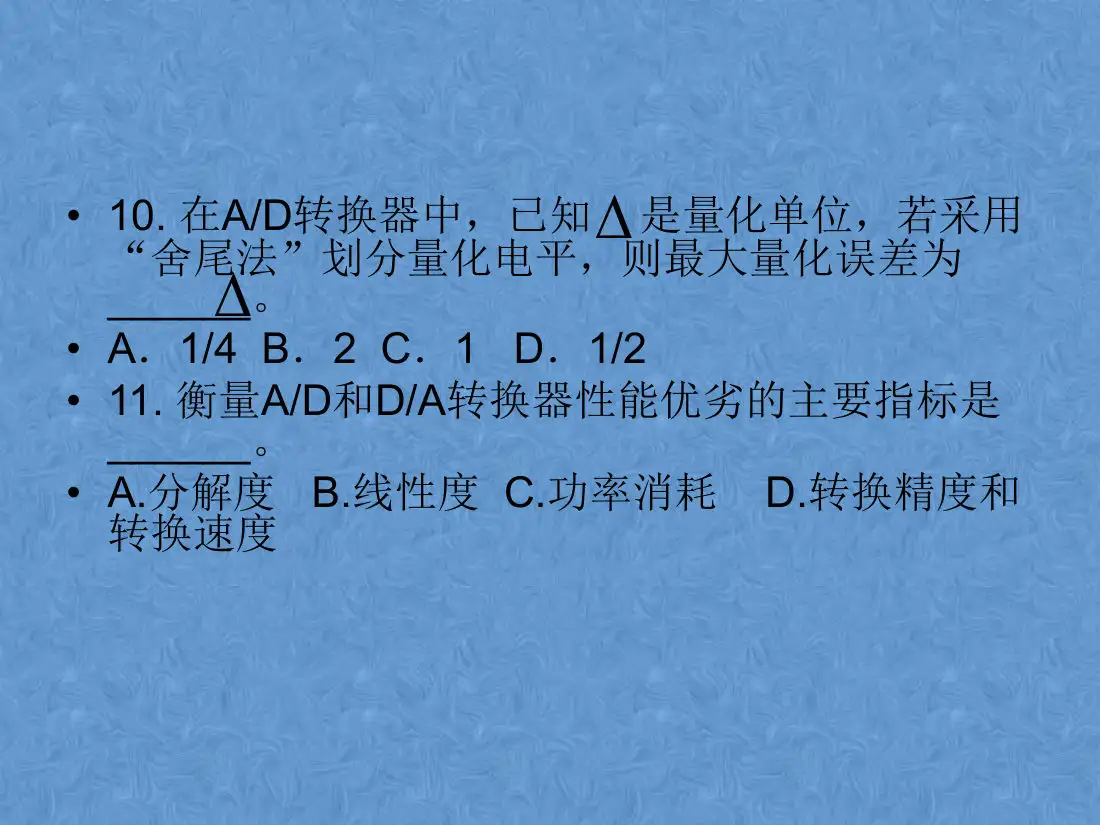 • 10. 在A/D转换器中，已知Δ是量化单位，若采用
“舍尾法”划分量化电平，则最大量化误差为
______Δ。
• A．1/4 B．2 C．1 D．1/2
• 11. 衡量A/D和D/A转换器性能优劣的主要指标是
______。
• A.分解度 B.线性度 C.功率消耗 D.转换精度和
转换速度